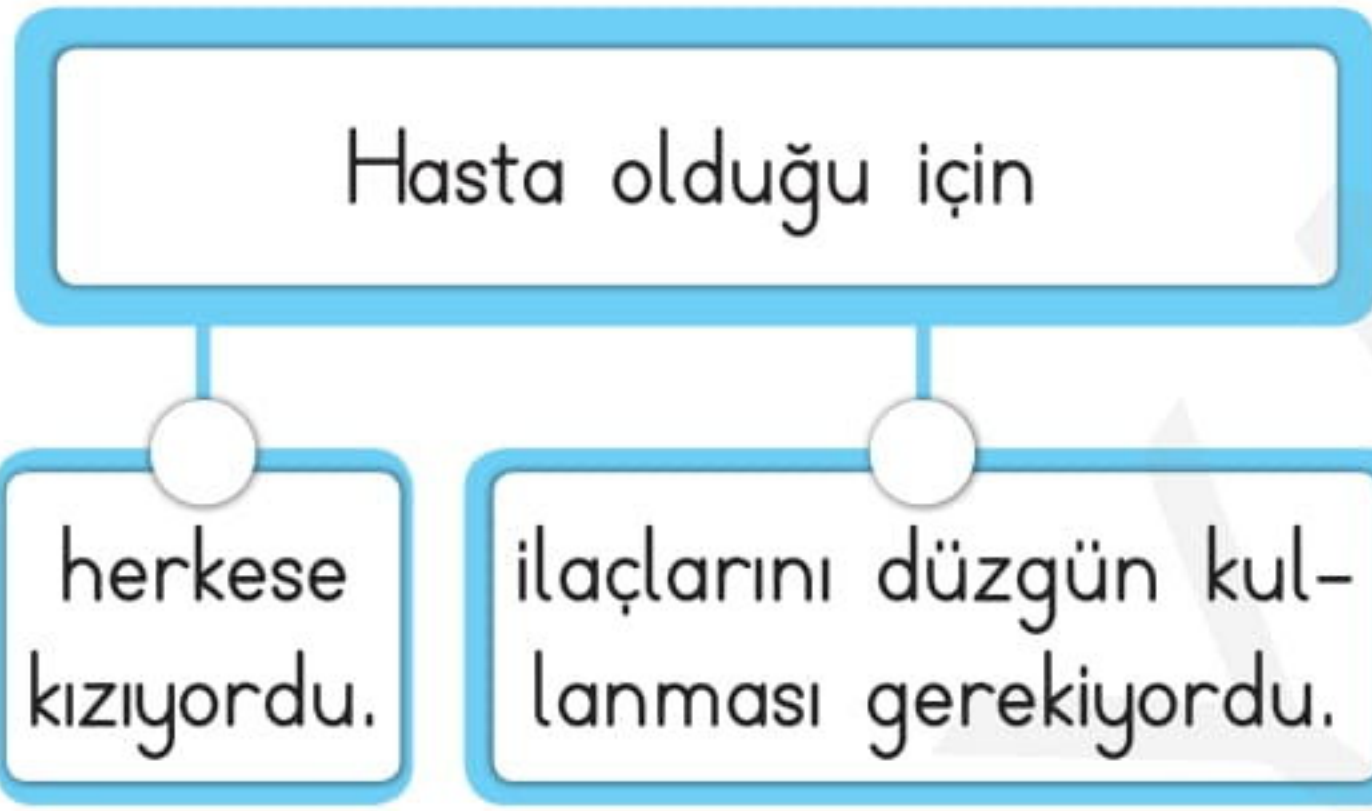 Hasta olduğu için
herkese
kızıyordu.
ilaçlarını düzgün kul-
lanması gerekiyordu.